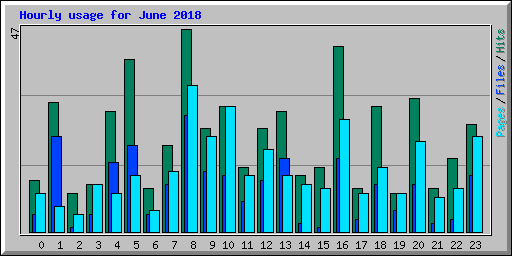 Hourly usage for June 2018
47
Pages/Files/Hits
0 1 2 3 4 5 6 7 8 9 10 11 12 13 14 15 16 17 18 19 20 21 22 23